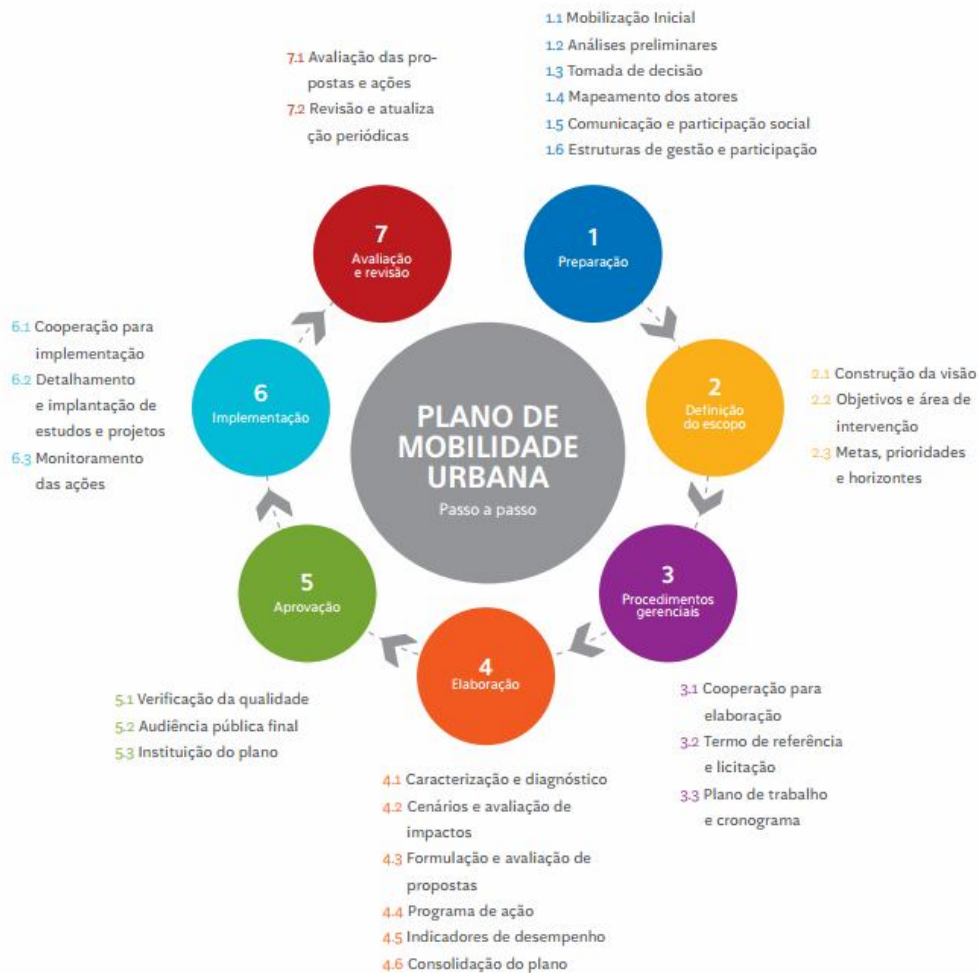 PLANO DE
MOBILIDADE
URBANA
Passo a passo
1
Preparação
1.1 Mobilização Inicial
1.2 Análises preliminares
1.3 Tomada de decisão
1.4 Mapeamento dos atores
1.5 Comunicação e participação social
1.6 Estruturas de gestão e participação
2
Definição
do escopo
2.1 Construção da visão
2.2 Objetivos e área de
intervenção
2.3 Metas, prioridades
e horizontes
3
Procedimentos
gerenciais
3.1 Cooperação para
elaboração
3.2 Termo de referência
e licitação
3.3 Plano de trabalho
e cronograma
4
Elaboração
4.1 Caracterização e diagnóstico
4.2 Cenários e avaliação de
impactos
4.3 Formulação e avaliação de
propostas
4.4 Programa de ação
4.5 Indicadores de desempenho
4.6 Consolidação do plano
5
Aprovação
5.1 Verificação da qualidade
5.2 Audiência pública final
5.3 Instituição do plano
6
Implementação
6.1 Cooperação para
implementação
6.2 Detalhamento
e implantação de
estudos e projetos
6.3 Monitoramento
das ações
7
Avaliação
e revisão
7.1 Avaliação das pro-
postas e ações
7.2 Revisão e atualiza
ção periódicas